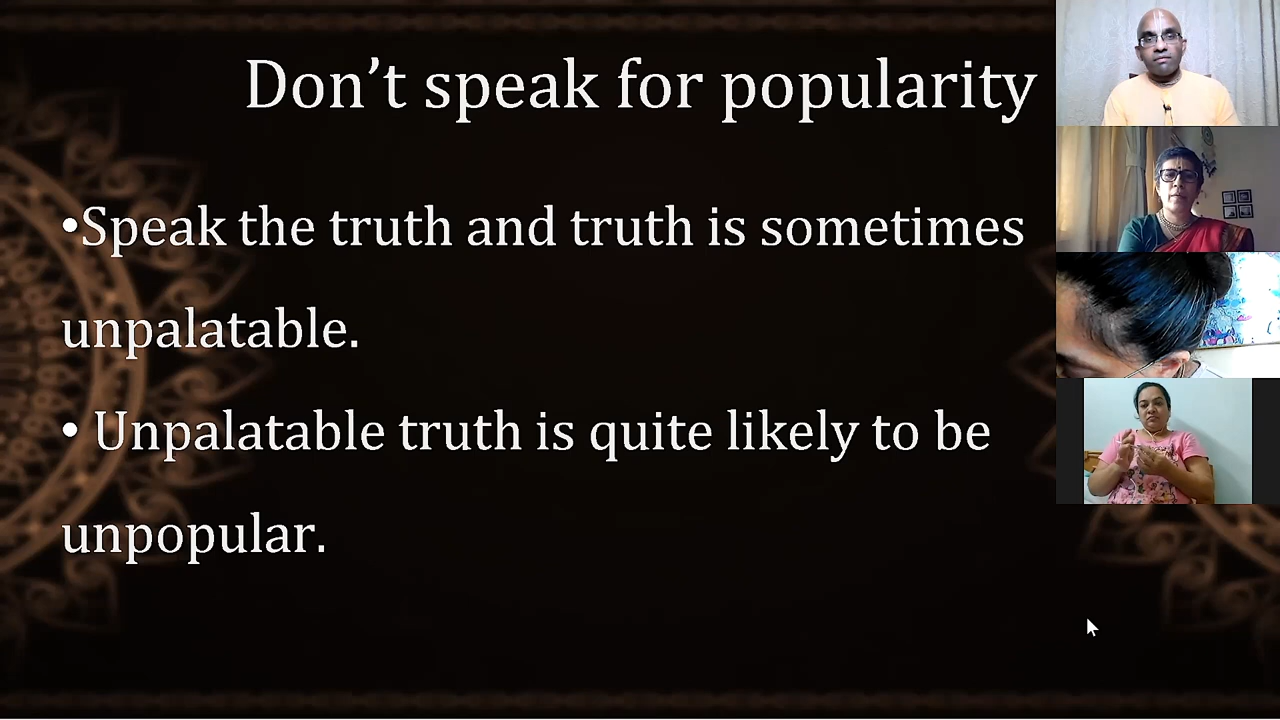 Don’t speak for popularity
•Speak the truth and truth is sometimes
unpalatable.
• Unpalatable truth is quite likely to be
unpopular.